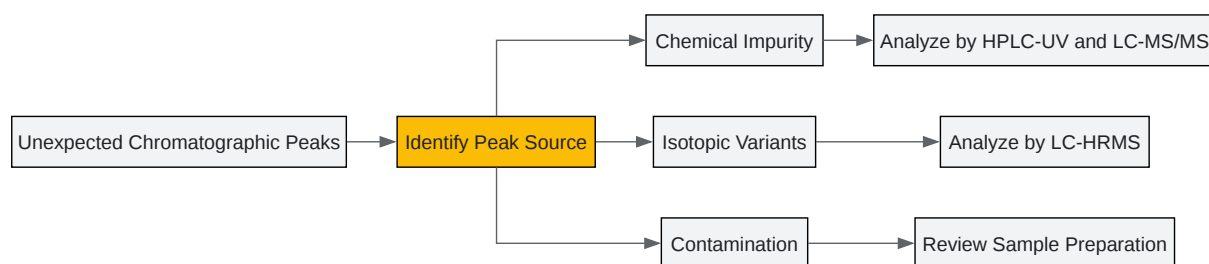 Chemical Impurity
Analyze by HPLC-UV and LC-MS/MS
Unexpected Chromatographic Peaks
Identify Peak Source
Isotopic Variants
Analyze by LC-HRMS
Contamination
Review Sample Preparation